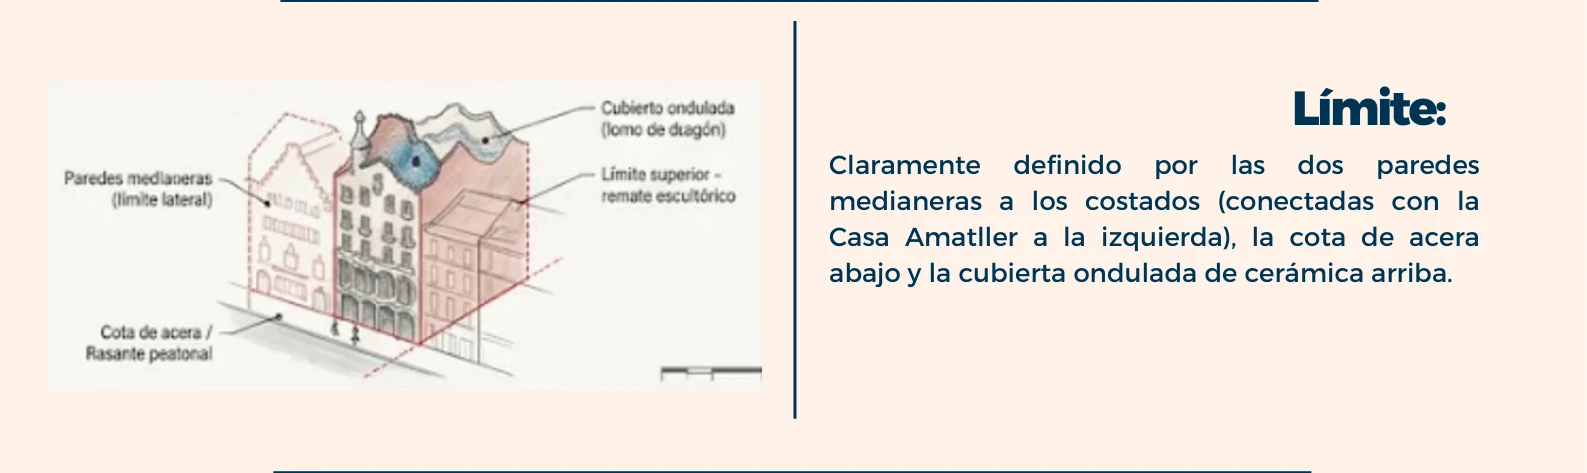 Cubierto ondulada
(lomo de dragón)
Paredes medianeras
(límite lateral)
Límite superior -
remate escultórico
Cota de acera /
Rasante peatonal
Límite:
Claramente definido por las dos paredes
medianeras a los costados (conectadas con la
Casa Amatller a la izquierda), la cota de acera
abajo y la cubierta ondulada de cerámica arriba.